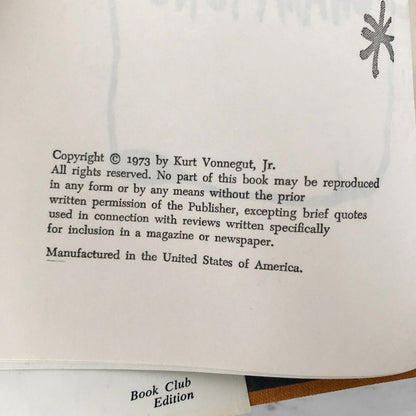 Copyright © 1973 by Kurt Vonnegut, Jr.
All rights reserved. No part of this book may be reproduced
in any form or by any means without the prior
written permission of the Publisher, excepting brief quotes
used in connection with reviews written specifically
for inclusion in a magazine or newspaper.
Manufactured in the United States of America.
Book Club
Edition